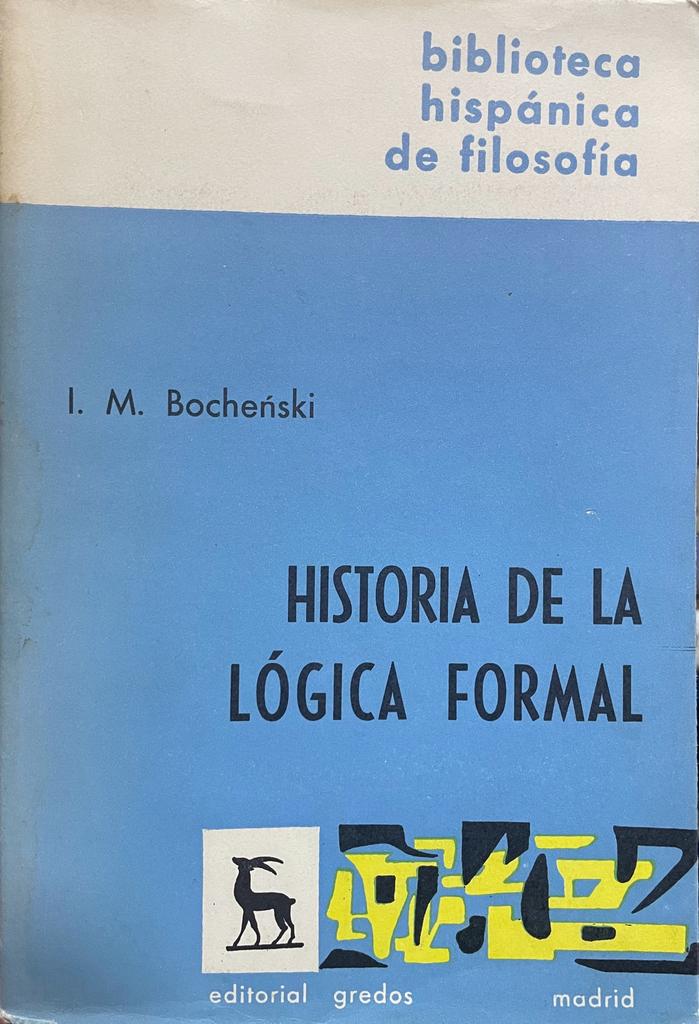 biblioteca
hispánica
de filosofía
I. M. Bocheński
HISTORIA DE LA
LÓGICA FORMAL
editorial gredos madrid